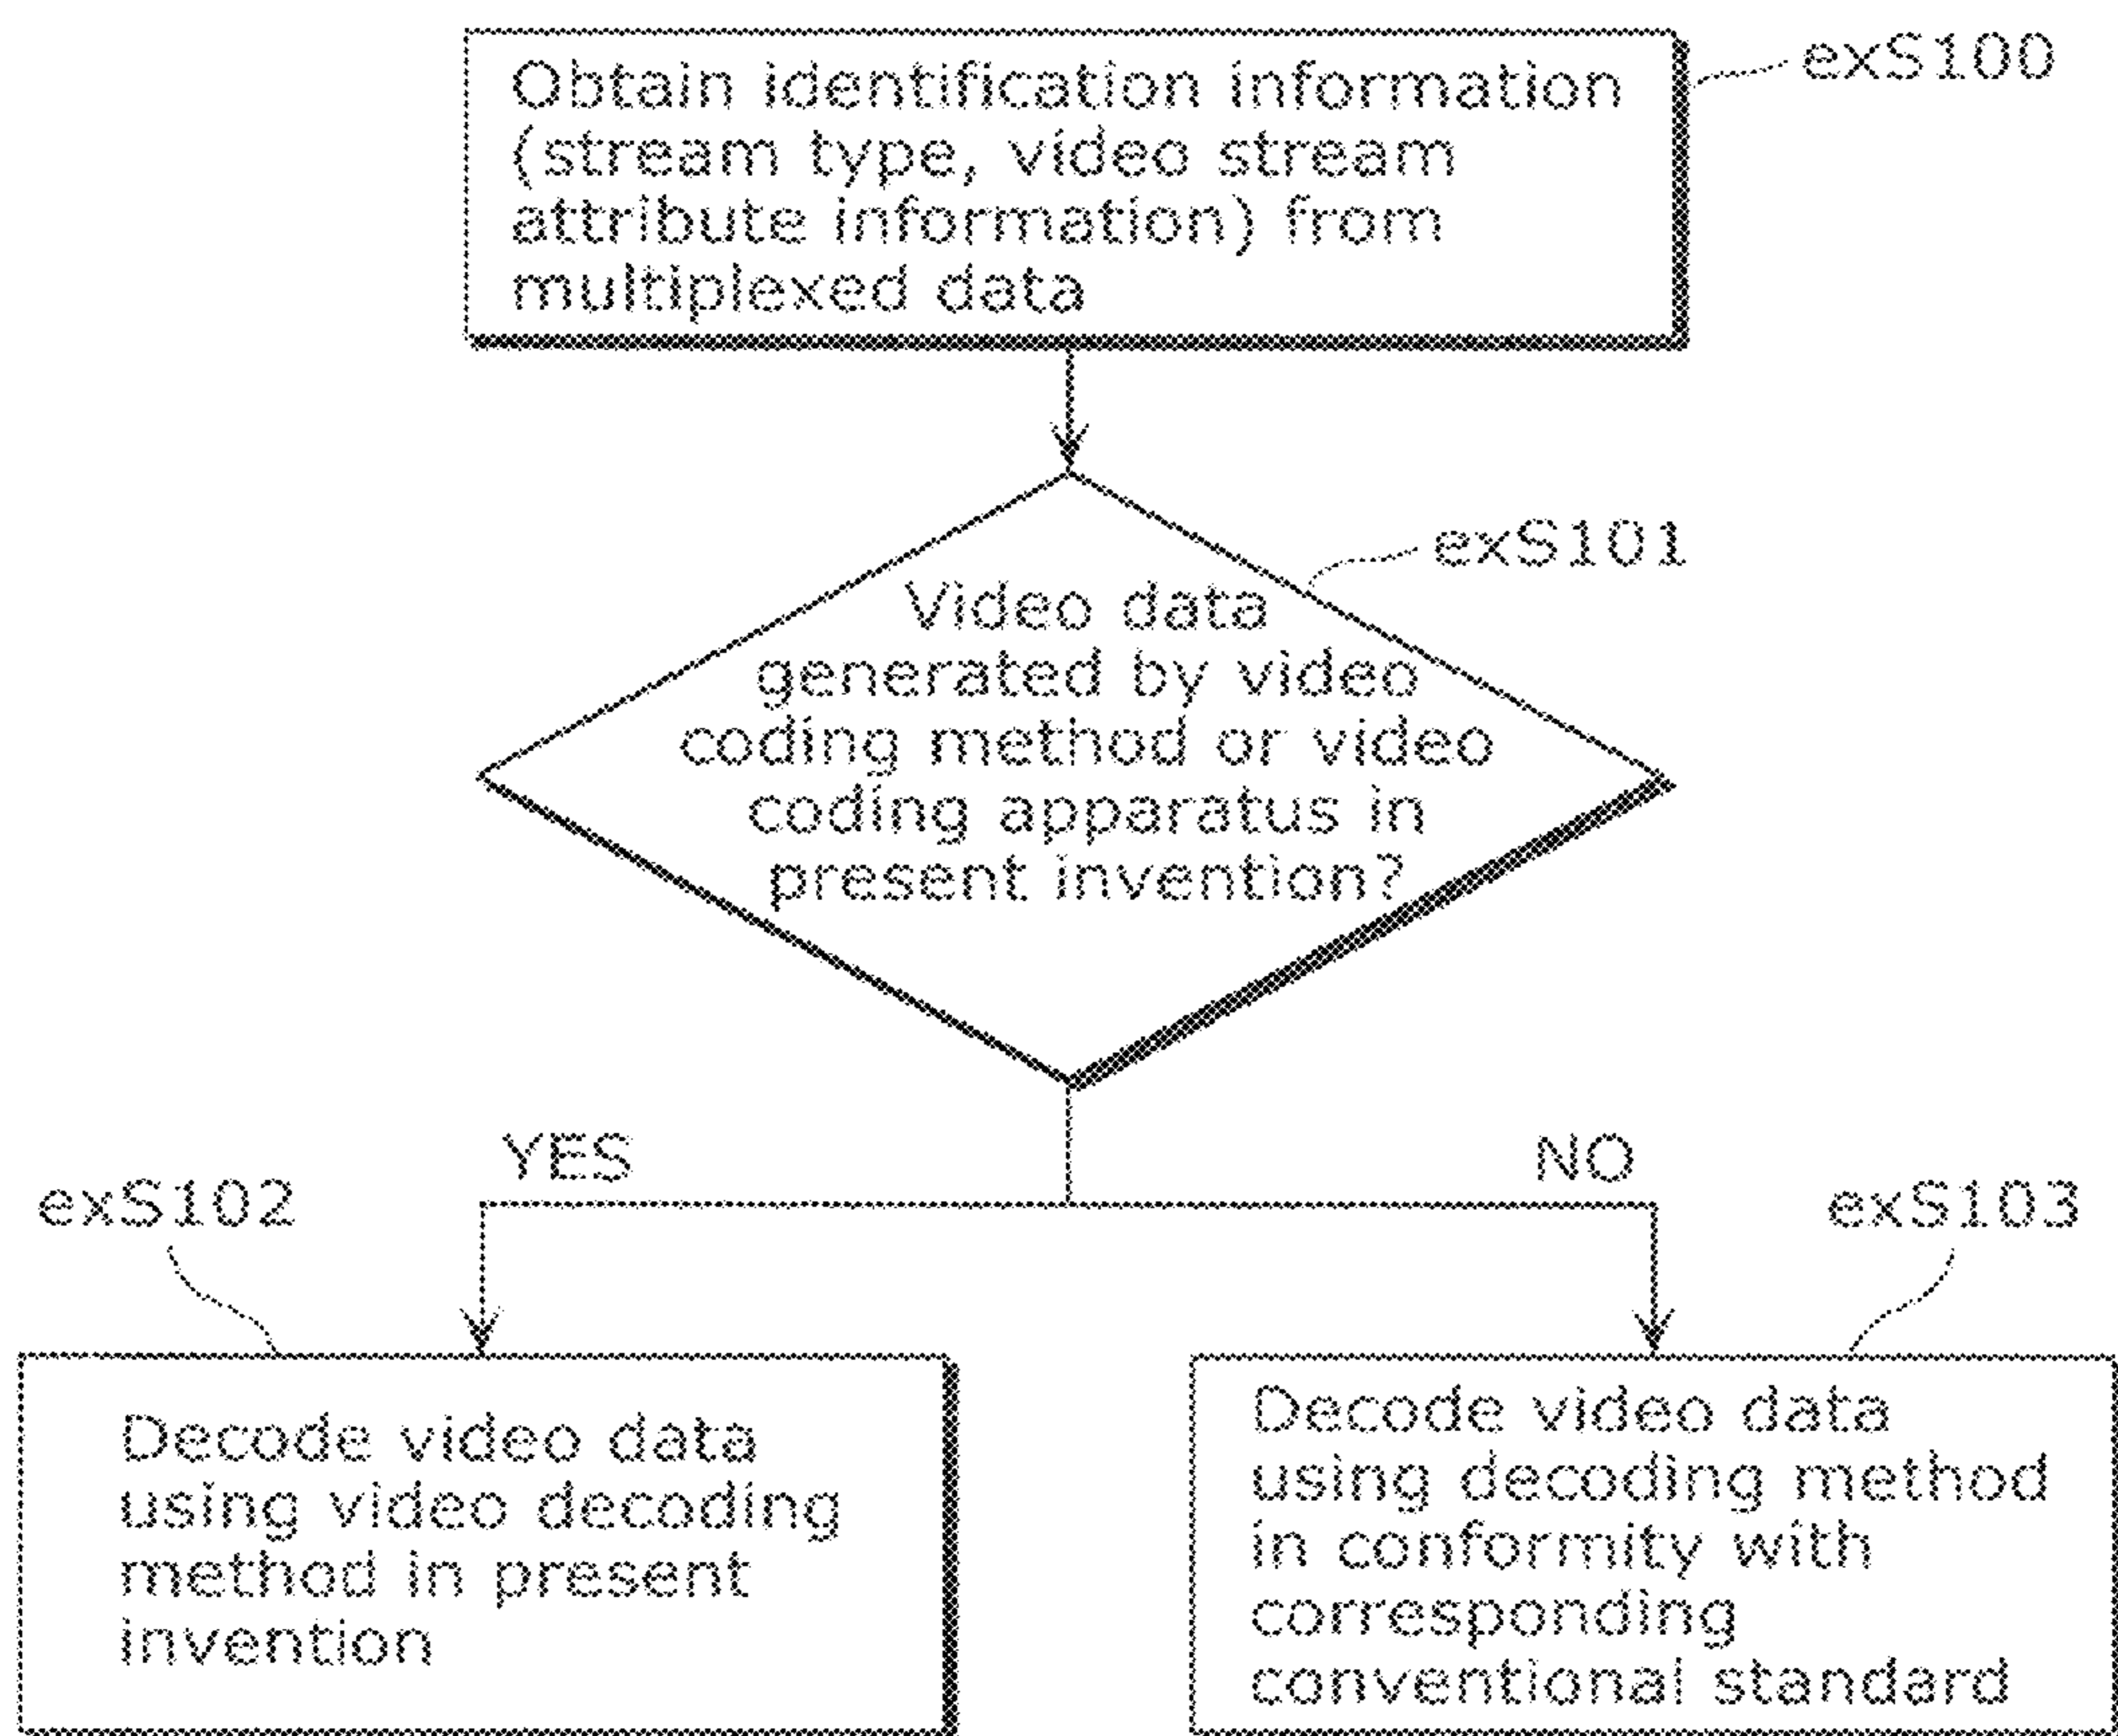 Obtain identification information
(stream type, video stream
attribute information) from
multiplexed data
exS100
exS101
Video data
generated by video
coding method or video
coding apparatus in
present invention?
YES
NO
exS102
exS103
Decode video data
using video decoding
method in present
invention
Decode video data
using decoding method
in conformity with
corresponding
conventional standard